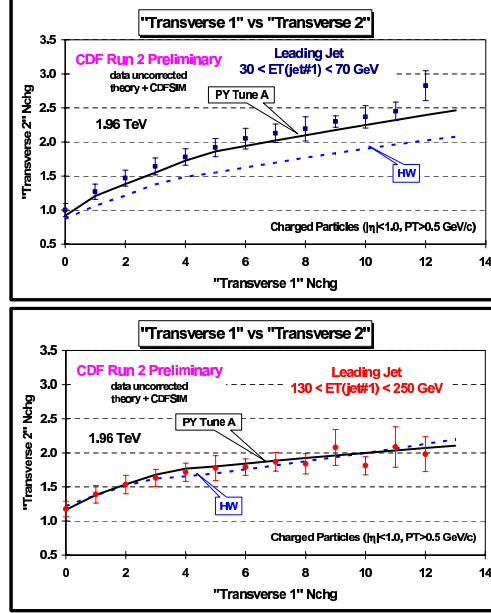 "Transverse 1" vs "Transverse 2"
3.0
2.5
2.0
1.5
1.0
0.5
"Transverse 2" Nchg
CDF Run 2 Preliminary
data uncorrected
theory + CDFSIM
Leading Jet
30 < ET(jet#1) < 70 GeV
PY Tune A
1.96 TeV
HW
Charged Particles (|η|<1.0, PT>0.5 GeV/c)
0 2 4 6 8 10 12 14
"Transverse 1" Nchg
"Transverse 1" vs "Transverse 2"
3.5
3.0
2.5
2.0
1.5
1.0
0.5
"Transverse 2" Nchg
CDF Run 2 Preliminary
data uncorrected
theory + CDFSIM
Leading Jet
130 < ET(jet#1) < 250 GeV
PY Tune A
1.96 TeV
HW
Charged Particles (|η|<1.0, PT>0.5 GeV/c)
0 2 4 6 8 10 12 14
"Transverse 1" Nchg